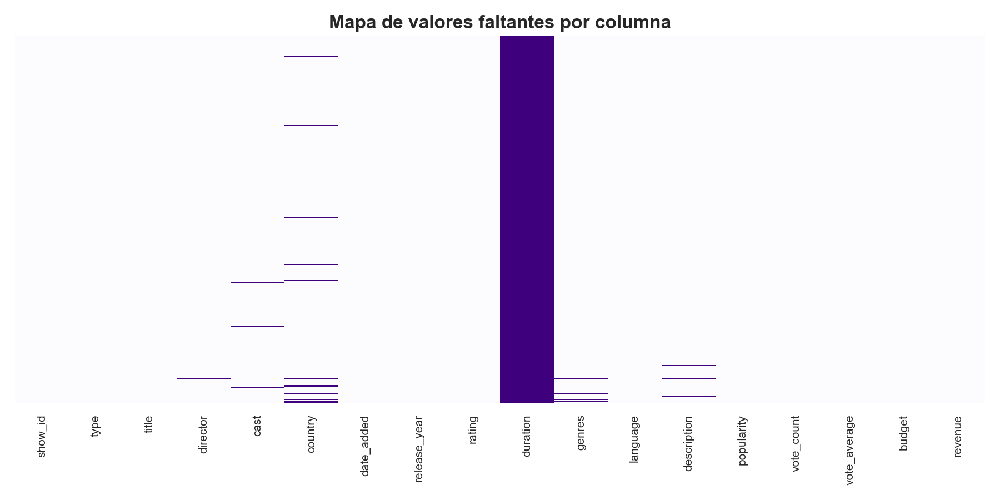 Mapa de valores faltantes por columna
show_id
type
title
director
cast
country
date_added
release_year
rating
duration
genres
language
description
popularity
vote_count
vote_average
budget
revenue